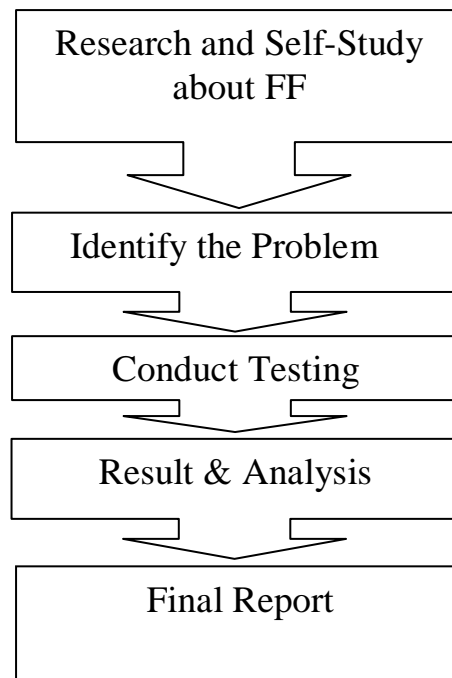 Research and Self-Study
about FF
Identify the Problem
Conduct Testing
Result & Analysis
Final Report